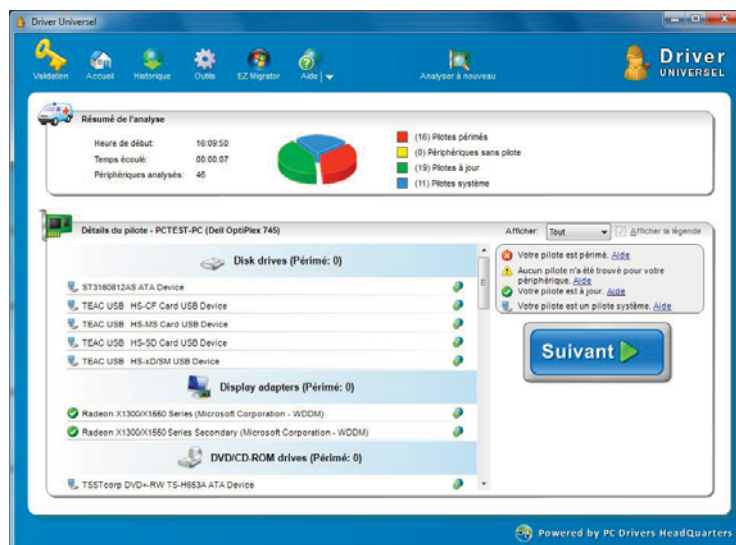 Driver Universel
Validation
Accueil
Historique
Outils
EZ Migrator
Aide
Analyser à nouveau
Driver
UNIVERSEL
Résumé de l'analyse
Heure de début: 16:09:50
Temps écoulé: 00:00:07
Périphériques analysés: 46
(16) Pilotes périmés
(0) Périphériques sans pilote
(19) Pilotes à jour
(11) Pilotes système
Détails du pilote - PCTEST-PC (Dell OptiPlex 745)
Afficher: Tout
Afficher la légende
Disk drives (Périmé: 0)
ST3160812AS ATA Device
TEAC USB HS-CF Card USB Device
TEAC USB HS-MS Card USB Device
TEAC USB HS-SD Card USB Device
TEAC USB HS-xD/SM USB Device
Display adapters (Périmé: 0)
Radeon X1300/X1550 Series (Microsoft Corporation - WDDM)
Radeon X1300/X1550 Series Secondary (Microsoft Corporation - WDDM)
DVD/CD-ROM drives (Périmé: 0)
TSSTcorp DVD+-RW TS-H653A ATA Device
Votre pilote est périmé. Aide
Aucun pilote n'a été trouvé pour votre
périphérique. Aide
Votre pilote est à jour. Aide
Votre pilote est un pilote système. Aide
Suivant
Powered by PC Drivers HeadQuarters